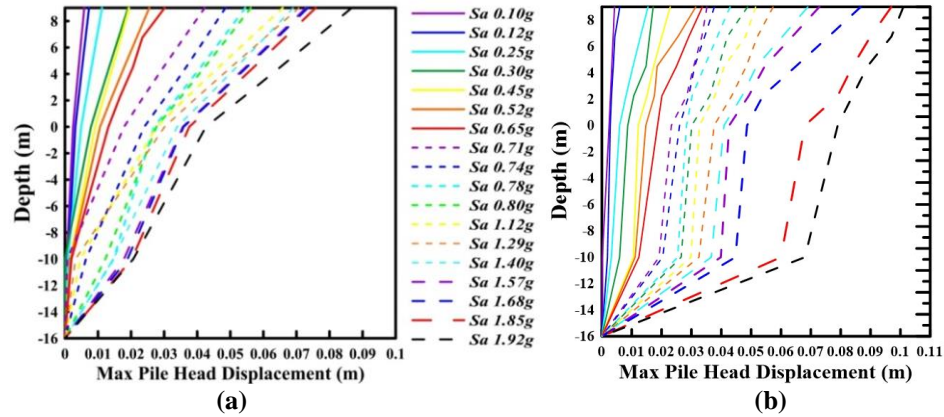 8
6
4
2
0
-2
-4
-6
-8
-10
-12
-14
-16
Depth (m)
0 0.01 0.02 0.03 0.04 0.05 0.06 0.07 0.08 0.09 0.1
Max Pile Head Displacement (m)
(a)
Sa 0.10g
Sa 0.12g
Sa 0.25g
Sa 0.30g
Sa 0.45g
Sa 0.52g
Sa 0.65g
Sa 0.71g
Sa 0.74g
Sa 0.78g
Sa 0.80g
Sa 1.12g
Sa 1.29g
Sa 1.40g
Sa 1.57g
Sa 1.68g
Sa 1.85g
Sa 1.92g
8
6
4
2
0
-2
-4
-6
-8
-10
-12
-14
-16
Depth (m)
0 0.01 0.02 0.03 0.04 0.05 0.06 0.07 0.08 0.09 0.1 0.11
Max Pile Head Displacement (m)
(b)